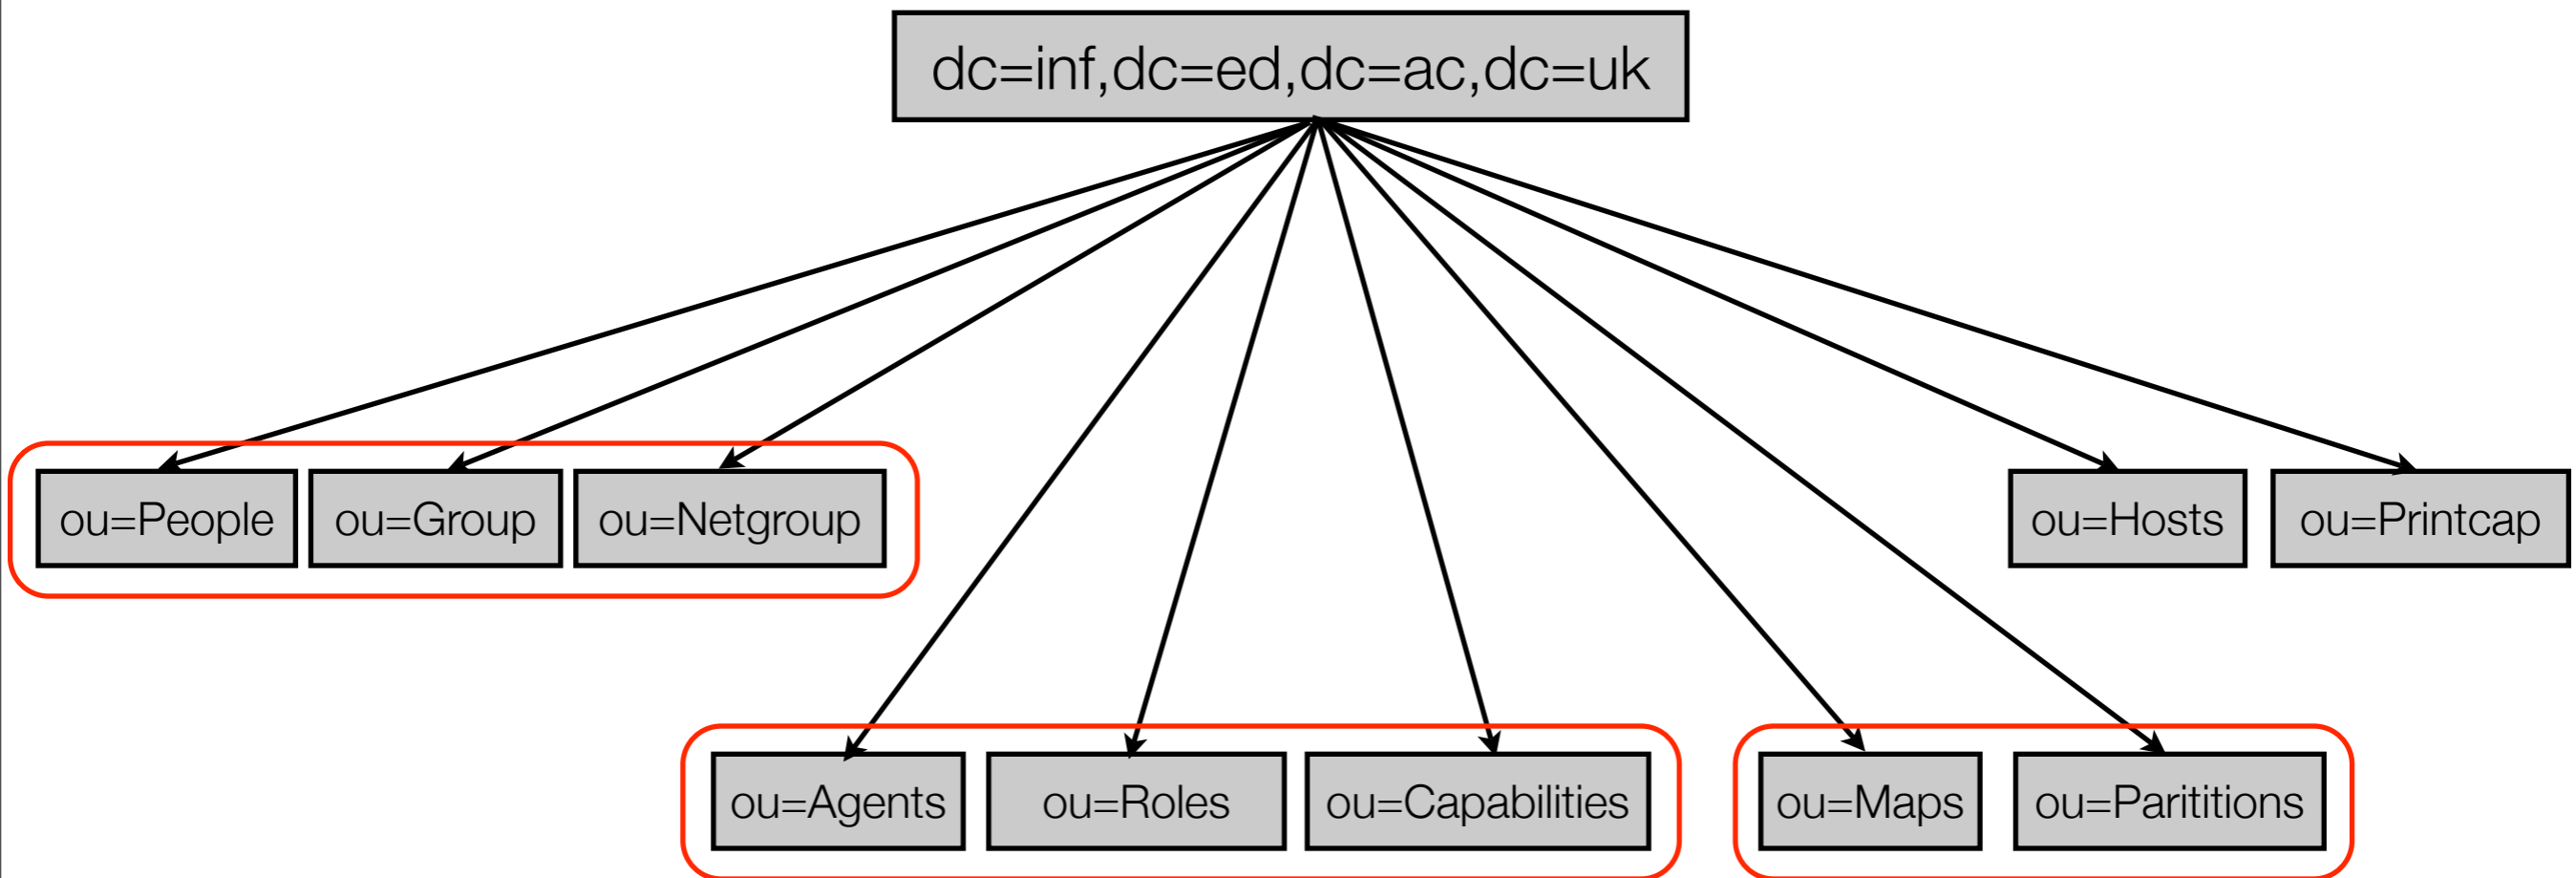 dc=inf,dc=ed,dc=ac,dc=uk
ou=People
ou=Group
ou=Netgroup
ou=Hosts
ou=Printcap
ou=Agents
ou=Roles
ou=Capabilities
ou=Maps
ou=Parititions